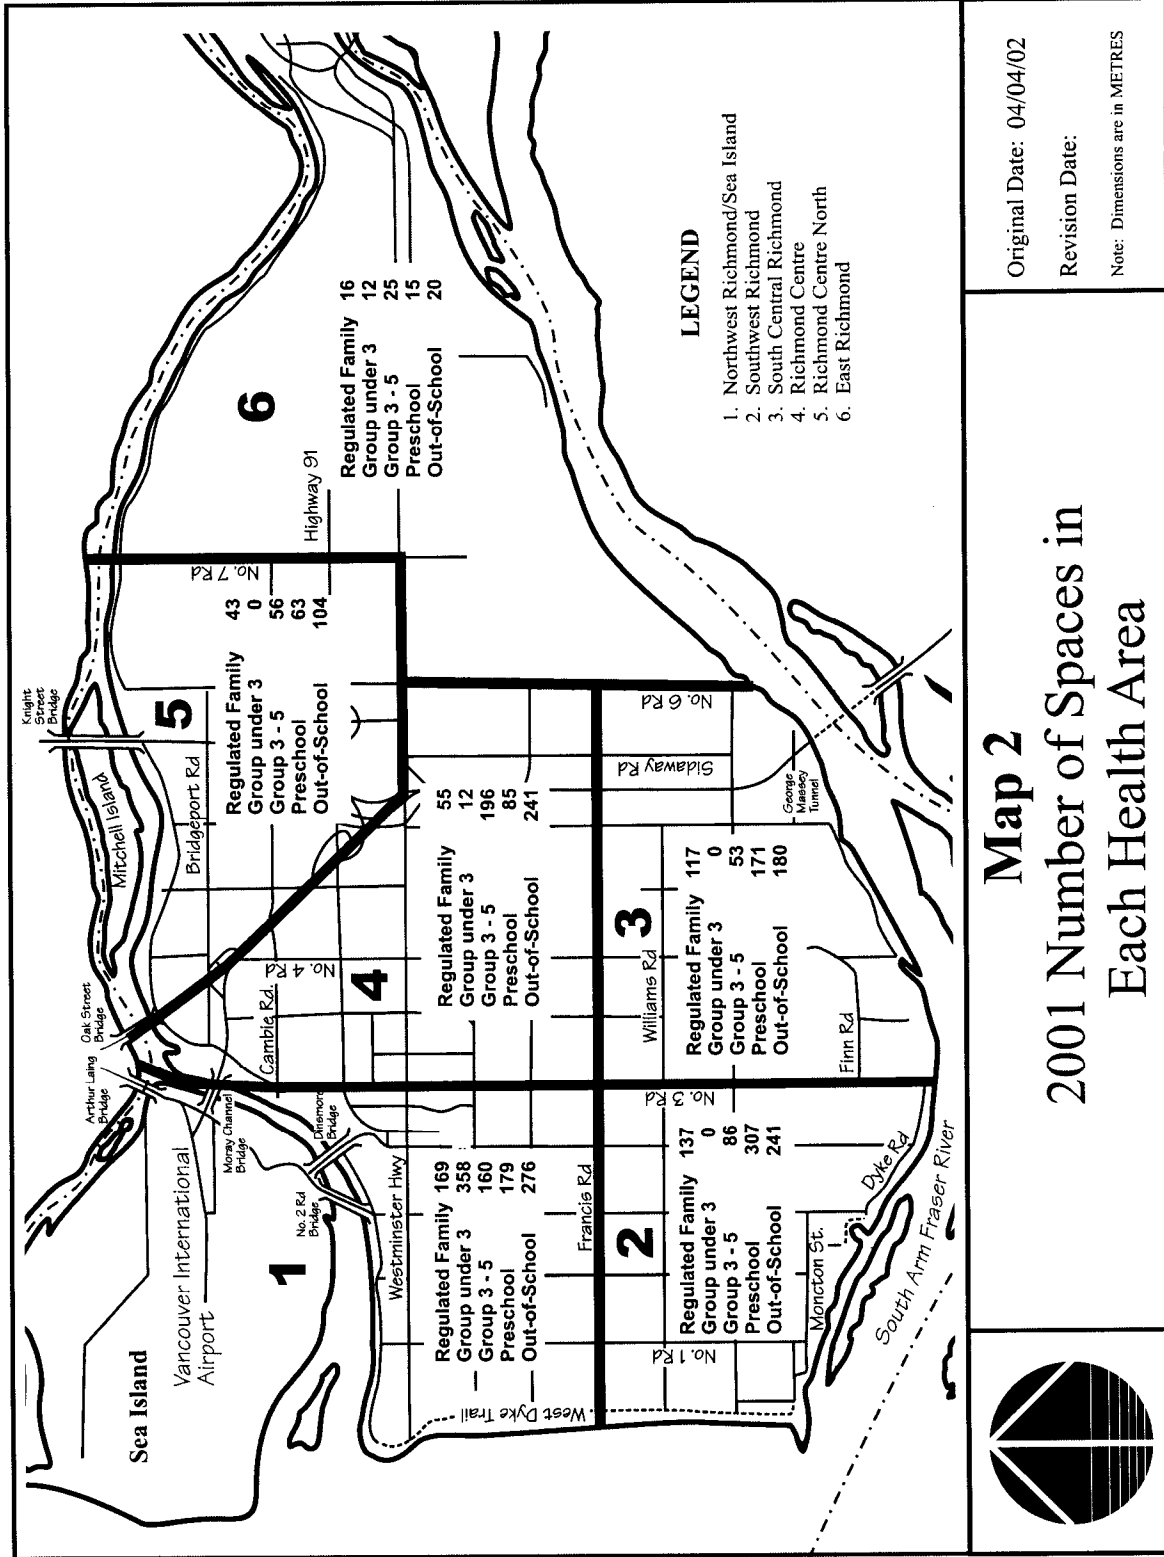 Knight
Street
Bridge
Oak Street
Bridge
Arthur Laing
Bridge
Mitchell Island
5
Bridgeport Rd
No. 7 Rd
Regulated Family 43
Group under 3 0
Group 3 - 5 56
Preschool 63
Out-of-School 104
6
Highway 91
Regulated Family 16
Group under 3 12
Group 3 - 5 25
Preschool 15
Out-of-School 20
Sea Island
Vancouver International
Airport
Moray Channel
Bridge
Dinsmore
Bridge
No. 2 Rd
Bridge
1
Cambie Rd.
No. 4 Rd
4
Westminster Hwy
Regulated Family 169
Group under 3 358
Group 3 - 5 160
Preschool 179
Out-of-School 276
Regulated Family 55
Group under 3 12
Group 3 - 5 196
Preschool 85
Out-of-School 241
West Dyke Trail
Francis Rd
2
No. 1 Rd
No. 3 Rd
Regulated Family 137
Group under 3 0
Group 3 - 5 86
Preschool 307
Out-of-School 241
3
Williams Rd
Sidaway Rd
No. 6 Rd
Regulated Family 117
Group under 3 0
Group 3 - 5 53
Preschool 171
Out-of-School 180
George
Massey
Tunnel
Moncton St.
Dyke Rd
Finn Rd
South Arm Fraser River
LEGEND
1. Northwest Richmond/Sea Island
2. Southwest Richmond
3. South Central Richmond
4. Richmond Centre
5. Richmond Centre North
6. East Richmond
Map 2
2001 Number of Spaces in
Each Health Area
Original Date: 04/04/02
Revision Date:
Note: Dimensions are in METRES